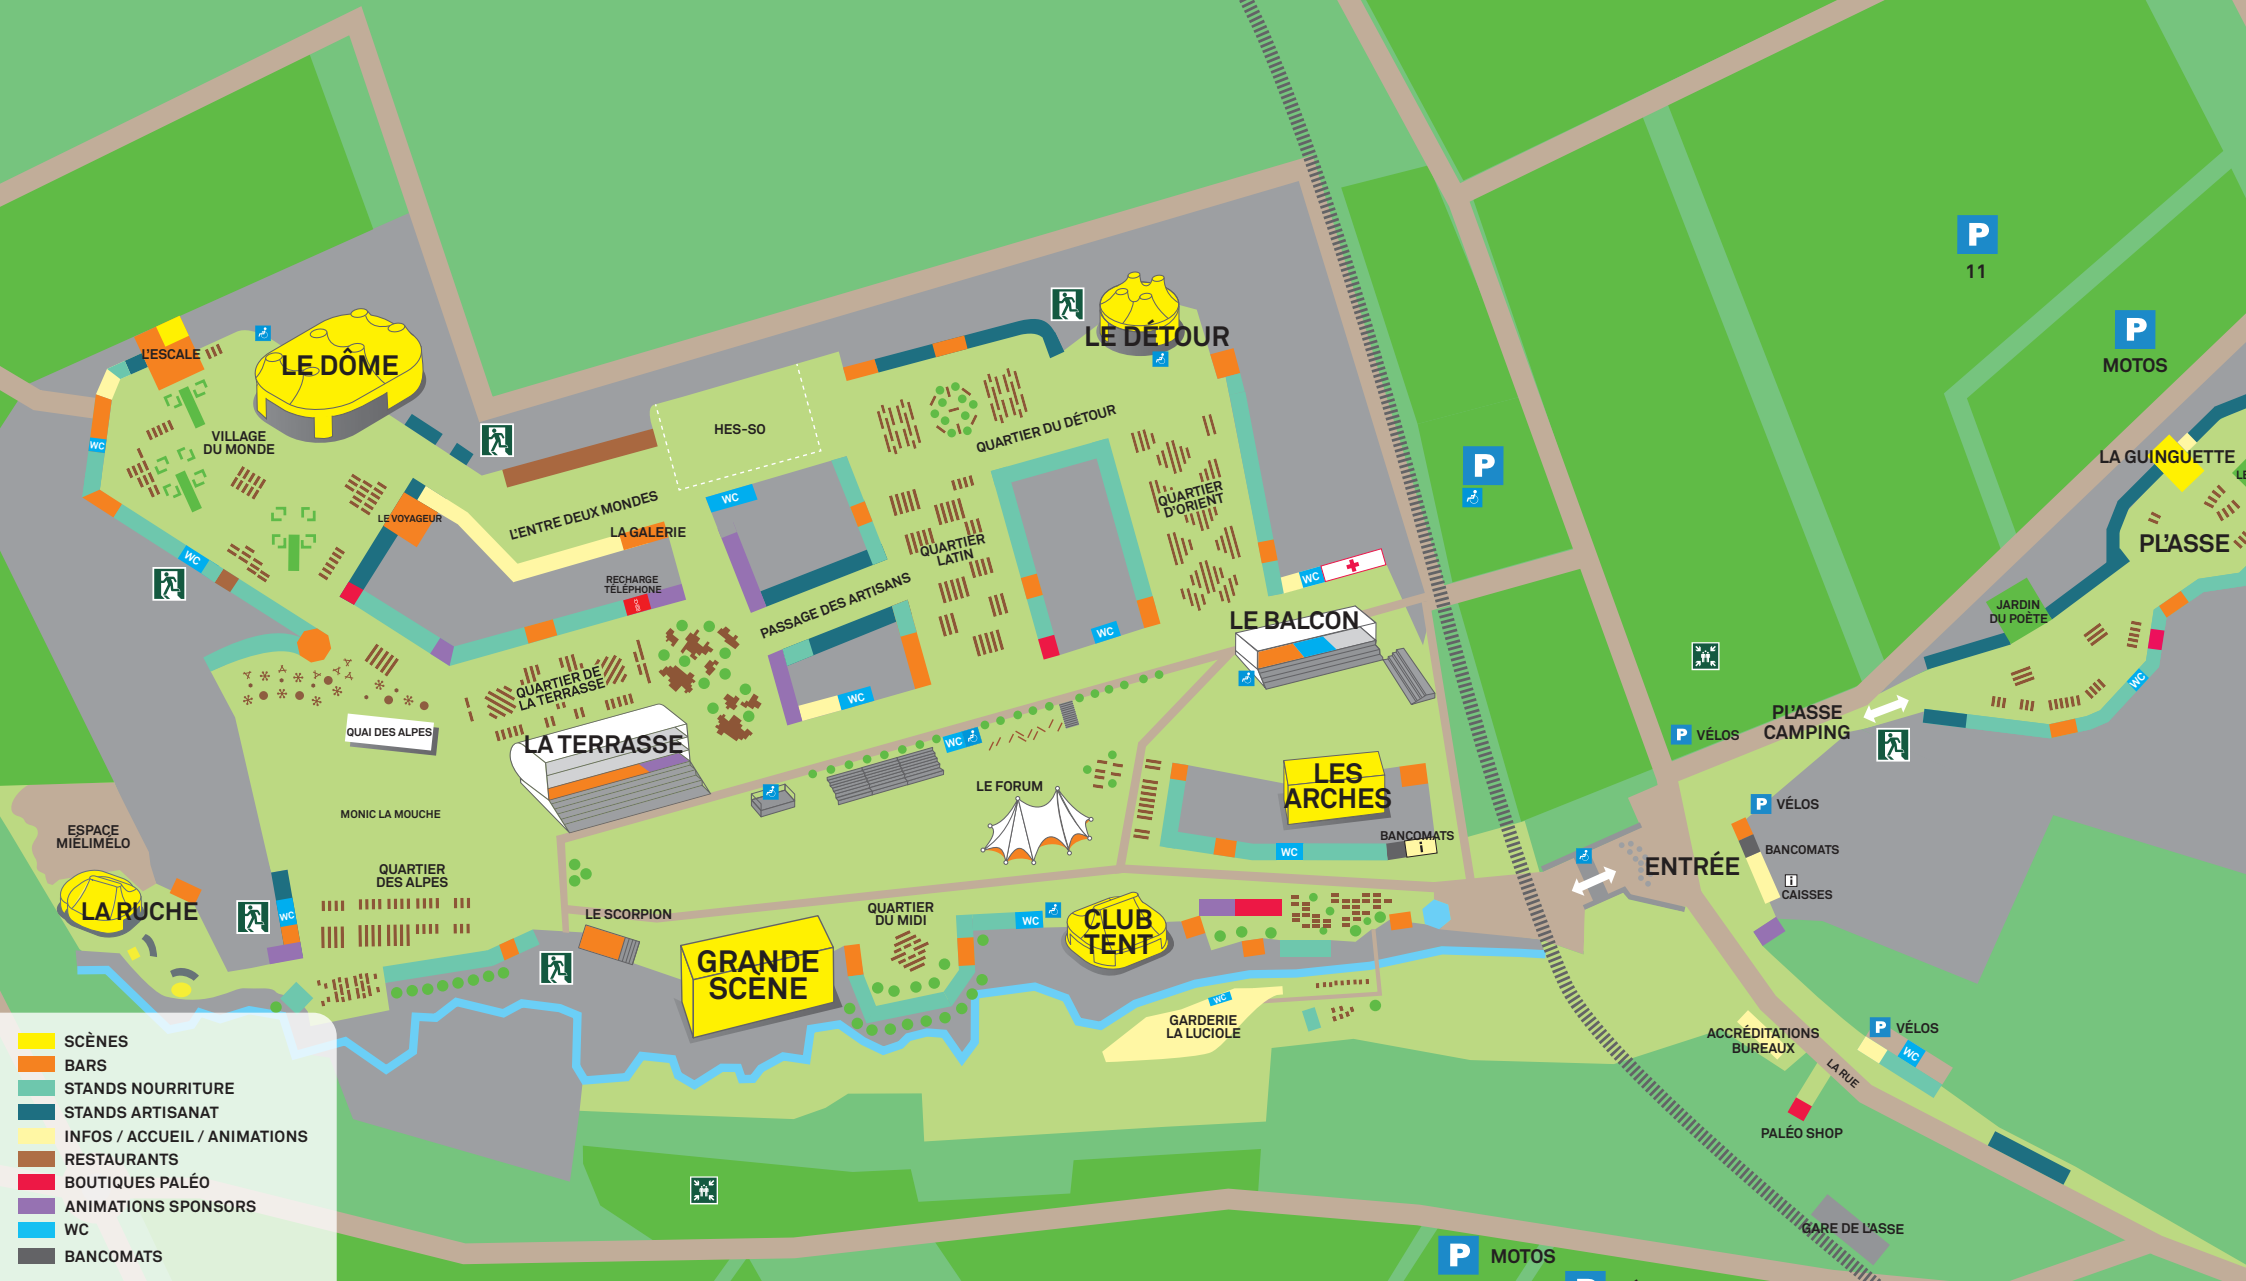 P
11
P
MOTOS
L'ESCALE
LE DÔME
LE DÉTOUR
VILLAGE
DU MONDE
WC
HES-SO
QUARTIER DU DÉTOUR
LA GUINGUETTE
LE
P
LE VOYAGEUR
L'ENTRE DEUX MONDES
LA GALERIE
WC
QUARTIER
D'ORIENT
QUARTIER
LATIN
PL'ASSE
WC
RECHARGE
TÉLÉPHONE
PASSAGE DES ARTISANS
WC
WC
LE BALCON
JARDIN
DU POÈTE
QUARTIER DE
LA TERRASSE
WC
WC
QUAI DES ALPES
LA TERRASSE
WC
P VÉLOS
PL'ASSE
CAMPING
MONIC LA MOUCHE
LE FORUM
LES
ARCHES
P VÉLOS
ESPACE
MIÉLIMÉLO
BANCOMATS
i
WC
BANCOMATS
ENTRÉE
i
CAISSES
QUARTIER
DES ALPES
LA RUCHE
WC
LE SCORPION
QUARTIER
DU MIDI
WC
CLUB
TENT
GRANDE
SCÈNE
WC
GARDERIE
LA LUCIOLE
ACCRÉDITATIONS
BUREAUX
P VÉLOS
WC
LA RUE
PALÉO SHOP
GARE DE L'ASSE
P MOTOS
SCÈNES
BARS
STANDS NOURRITURE
STANDS ARTISANAT
INFOS / ACCUEIL / ANIMATIONS
RESTAURANTS
BOUTIQUES PALÉO
ANIMATIONS SPONSORS
WC
BANCOMATS